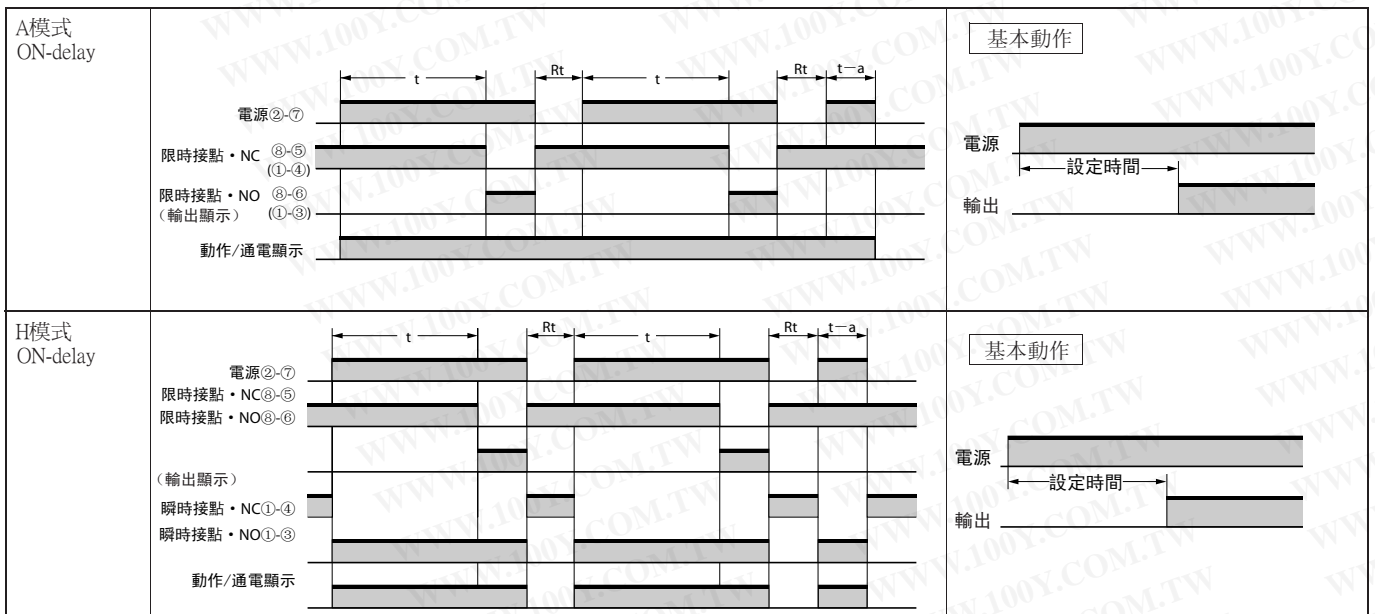 A模式
ON-delay
t
Rt
t
Rt
t－a
電源②-⑦
限時接點・NC ⑧-⑤
(①-④)
限時接點・NO ⑧-⑥
（輸出顯示） (①-③)
動作/通電顯示
基本動作
電源
設定時間
輸出
H模式
ON-delay
t
Rt
t
Rt
t－a
電源②-⑦
限時接點・NC⑧-⑤
限時接點・NO⑧-⑥
（輸出顯示）
瞬時接點・NC①-④
瞬時接點・NO①-③
動作/通電顯示
基本動作
電源
設定時間
輸出
WWW.100Y.COM.TW